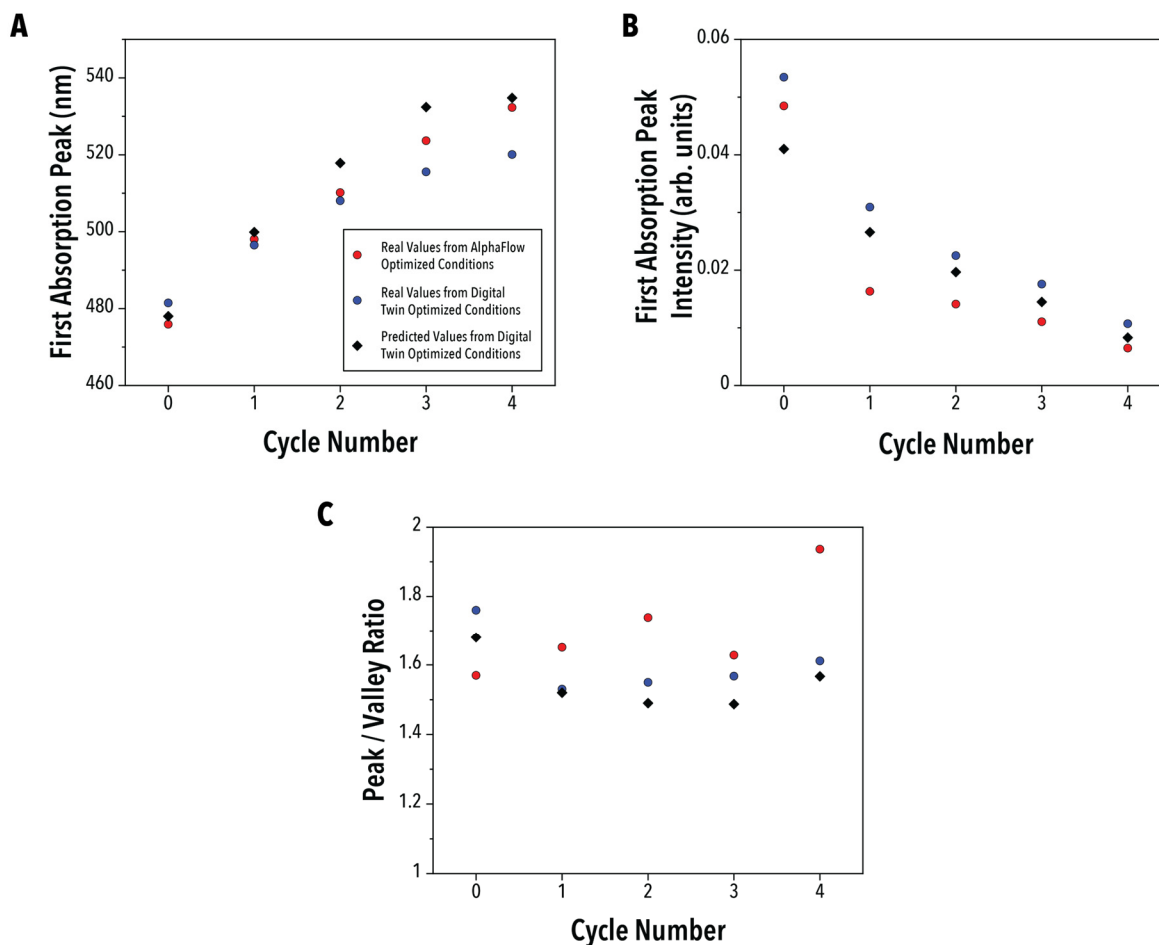 A
First Absorption Peak (nm)
540
520
500
480
460
0 1 2 3 4
Cycle Number
Real Values from AlphaFlow
Optimized Conditions
Real Values from Digital
Twin Optimized Conditions
Predicted Values from Digital
Twin Optimized Conditions
B
First Absorption Peak
Intensity (arb. units)
0.06
0.04
0.02
0
0 1 2 3 4
Cycle Number
C
Peak / Valley Ratio
2
1.8
1.6
1.4
1.2
1
0 1 2 3 4
Cycle Number